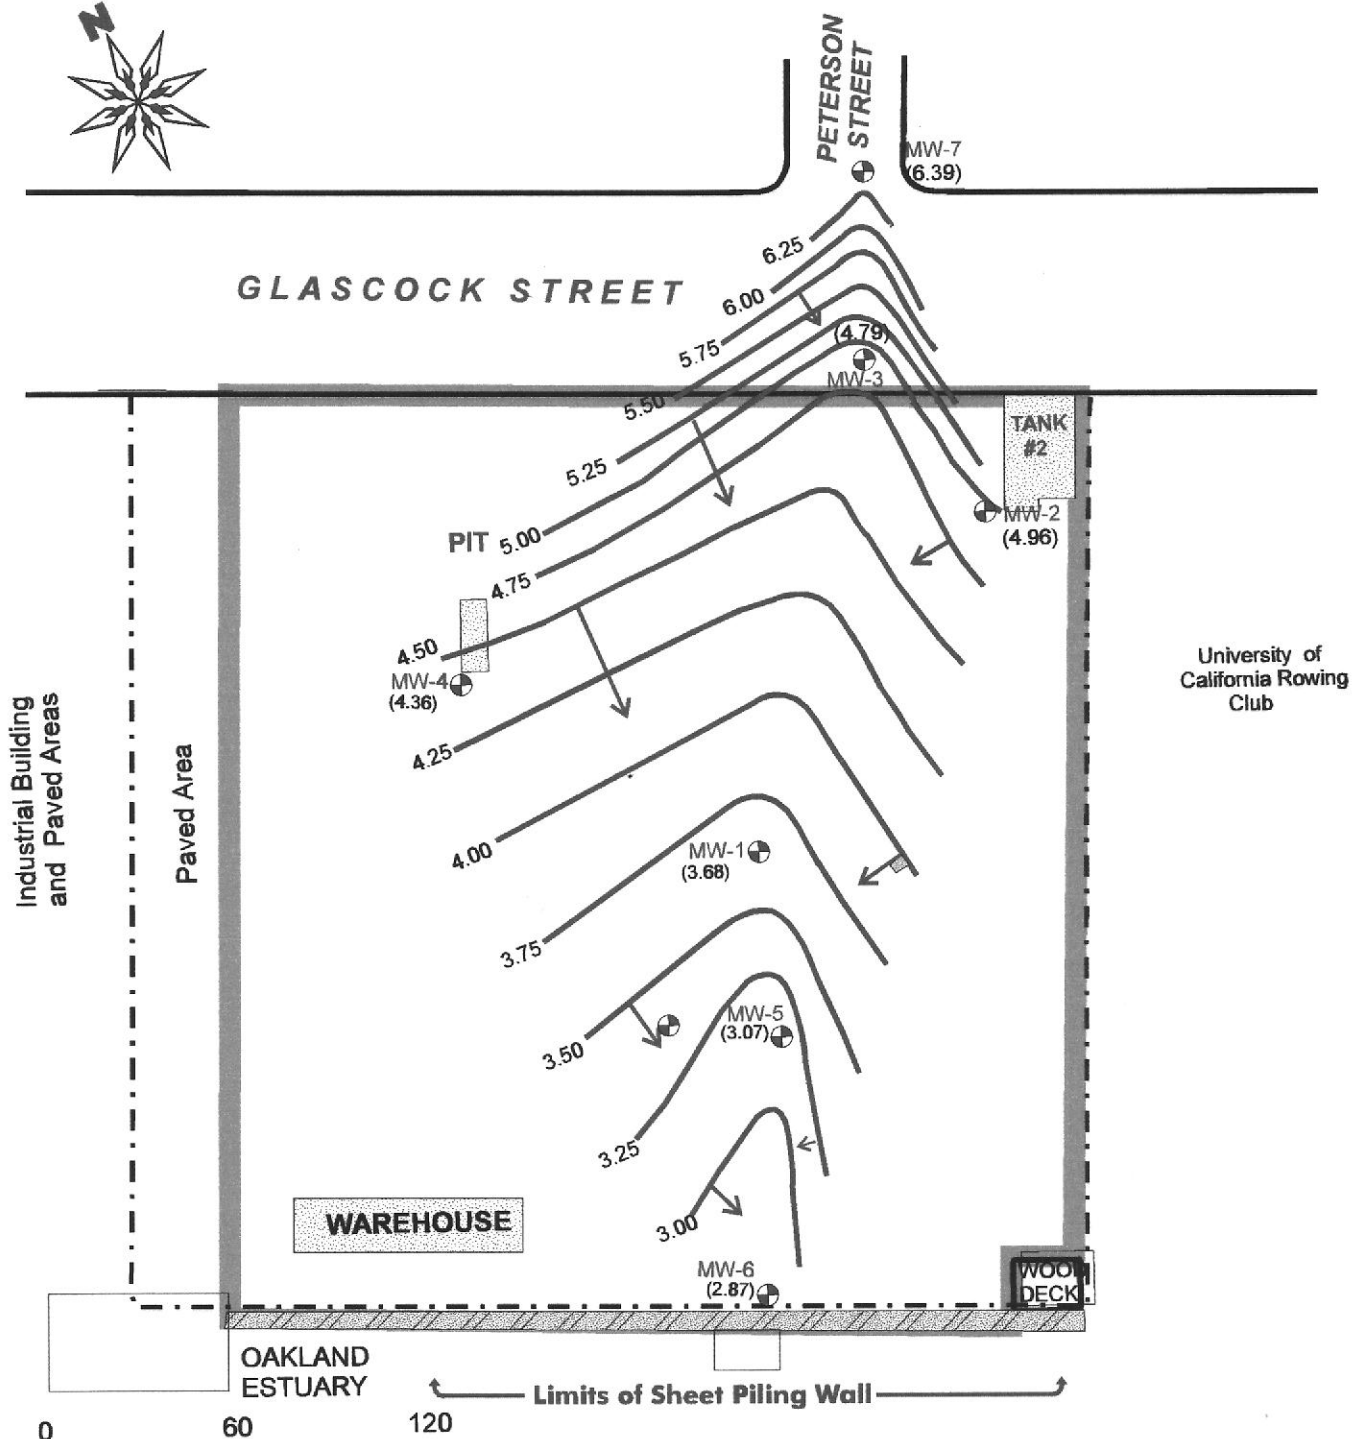 N
PETERSON
STREET
MW-7
(6.39)
6.25
GLASCOCK STREET
6.00
(4.79)
5.75
MW-3
5.50
TANK
#2
5.25
MW-2
(4.96)
PIT
5.00
4.75
4.50
MW-4
(4.36)
University of
California Rowing
Club
4.25
Industrial Building
and Paved Areas
Paved Area
4.00
MW-1
(3.68)
3.75
MW-5
(3.07)
3.50
3.25
WAREHOUSE
3.00
MW-6
(2.87)
WOOD
DECK
OAKLAND
ESTUARY
Limits of Sheet Piling Wall
0 60 120